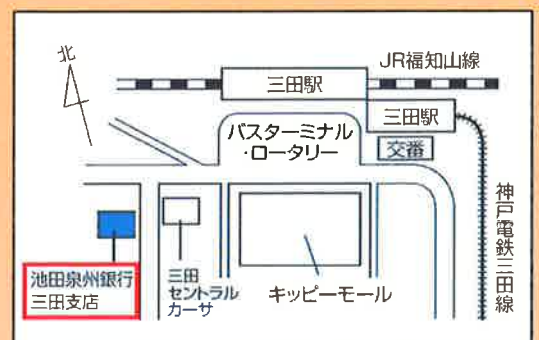 北
JR福知山線
三田駅
三田駅
バスターミナル
・ロータリー
交番
神戸電鉄三田線
池田泉州銀行
三田支店
三田
セントラル
カーサ
キッピーモール